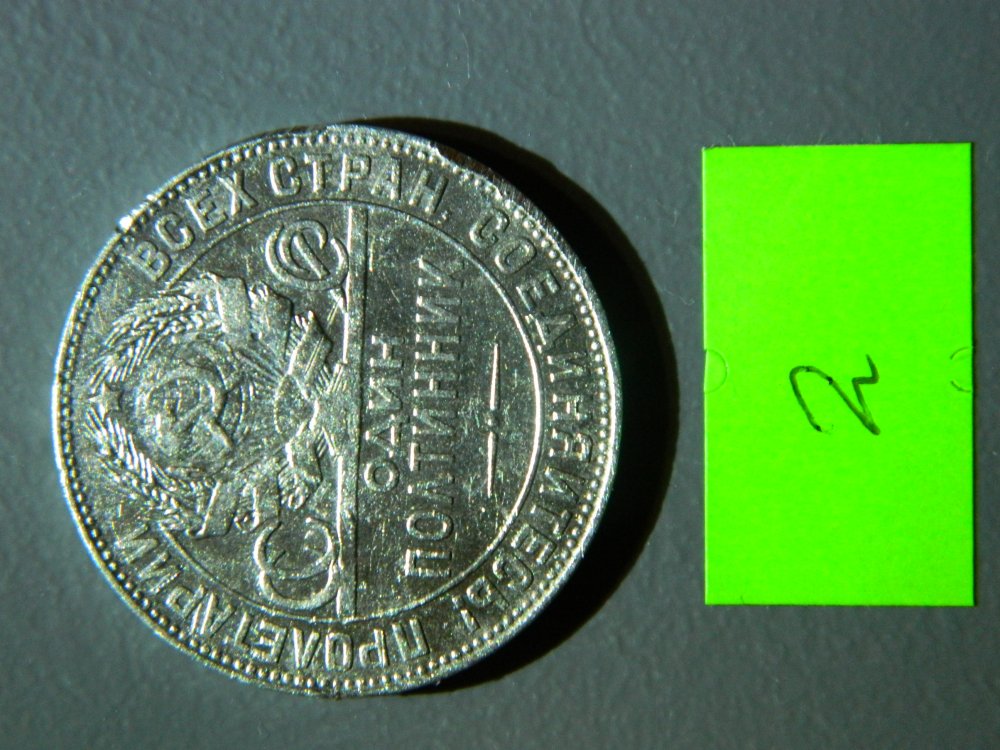 ПРОЛЕТАРИИ ВСЕХ СТРАН, СОЕДИНЯЙТЕСЬ!
ОДИН
ПОЛТИННИК
2